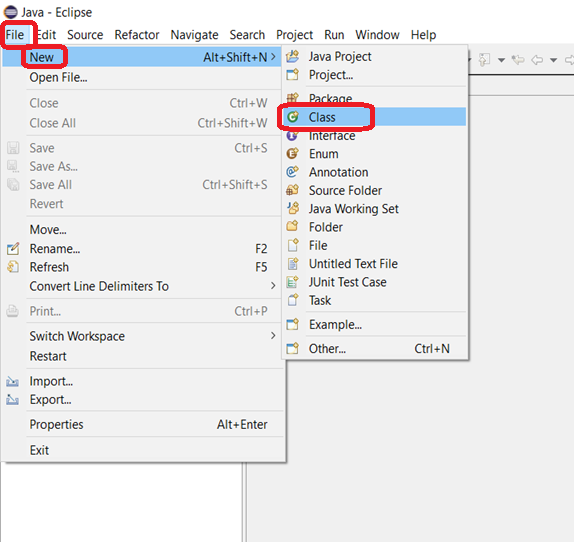 Java - Eclipse
File Edit Source Refactor Navigate Search Project Run Window Help
New Alt+Shift+N >
Open File...
Close Ctrl+W
Close All Ctrl+Shift+W
Save Ctrl+S
Save As...
Save All Ctrl+Shift+S
Revert
Move...
Rename... F2
Refresh F5
Convert Line Delimiters To >
Print... Ctrl+P
Switch Workspace >
Restart
Import...
Export...
Properties Alt+Enter
Exit
Java Project
Project...
Package
Class
Interface
Enum
Annotation
Source Folder
Java Working Set
Folder
File
Untitled Text File
JUnit Test Case
Task
Example...
Other... Ctrl+N